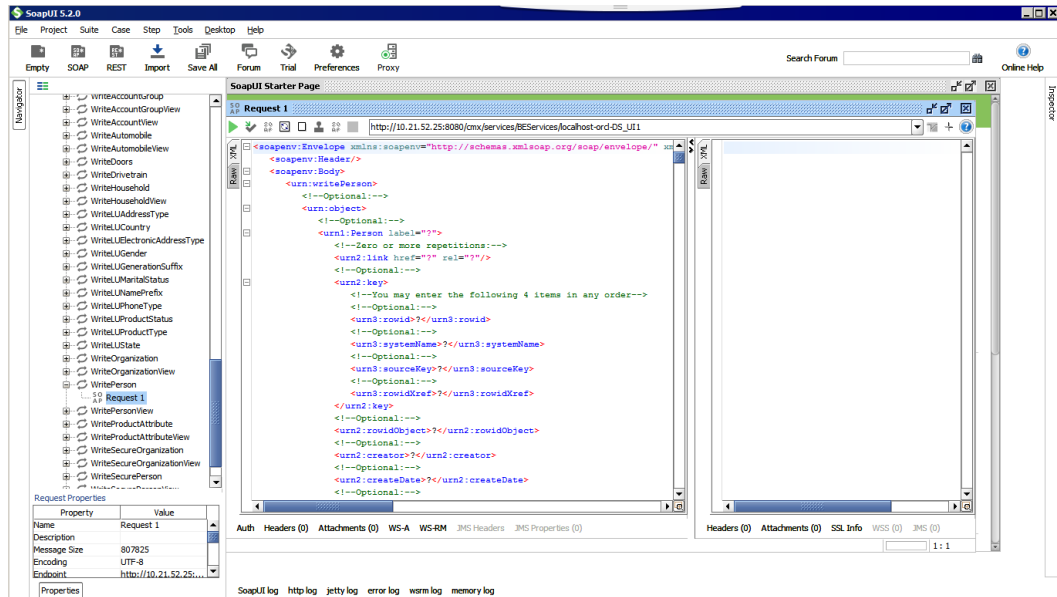 SoapUI 5.2.0
File Project Suite Case Step Tools Desktop Help
Empty SOAP REST Import Save All Forum Trial Preferences Proxy
Search Forum
Online Help
Navigator
Inspector
WriteAccountGroup
WriteAccountGroupView
WriteAccountView
WriteAutomobile
WriteAutomobileView
WriteDoors
WriteDrivetrain
WriteHousehold
WriteHouseholdView
WriteLUAddressType
WriteLUCountry
WriteLUElectronicAddressType
WriteLUGender
WriteLUGenerationSuffix
WriteLUMaritalStatus
WriteLUNamePrefix
WriteLUPhoneType
WriteLUProductStatus
WriteLUProductType
WriteLUState
WriteOrganization
WriteOrganizationView
WritePerson
SOAP Request 1
WritePersonView
WriteProductAttribute
WriteProductAttributeView
WriteSecureOrganization
WriteSecureOrganizationView
WriteSecurePerson
Request Properties
Property Value
Name Request 1
Description
Message Size 807825
Encoding UTF-8
Endpoint http://10.21.52.25:...
Properties
SoapUI Starter Page
SOAP Request 1
http://10.21.52.25:8080/cmx/services/BEServices/localhost-orcl-DS_UI1
XML
Raw
<soapenv:Envelope xmlns:soapenv="http://schemas.xmlsoap.org/soap/envelope/" xm
<soapenv:Header/>
<soapenv:Body>
<urn:writePerson>
<!--Optional:-->
<urn:object>
<!--Optional:-->
<urn1:Person label="?">
<!--Zero or more repetitions:-->
<urn2:link href="?" rel="?"/>
<!--Optional:-->
<urn2:key>
<!--You may enter the following 4 items in any order-->
<!--Optional:-->
<urn3:rowid>?</urn3:rowid>
<!--Optional:-->
<urn3:systemName>?</urn3:systemName>
<!--Optional:-->
<urn3:sourceKey>?</urn3:sourceKey>
<!--Optional:-->
<urn3:rowidXref>?</urn3:rowidXref>
</urn2:key>
<!--Optional:-->
<urn2:rowidObject>?</urn2:rowidObject>
<!--Optional:-->
<urn2:creator>?</urn2:creator>
<!--Optional:-->
<urn2:createDate>?</urn2:createDate>
<!--Optional:-->
XML
Raw
Auth Headers (0) Attachments (0) WS-A WS-RM JMS Headers JMS Properties (0)
Headers (0) Attachments (0) SSL Info WSS (0) JMS (0)
1 : 1
SoapUI log http log jetty log error log wsrm log memory log